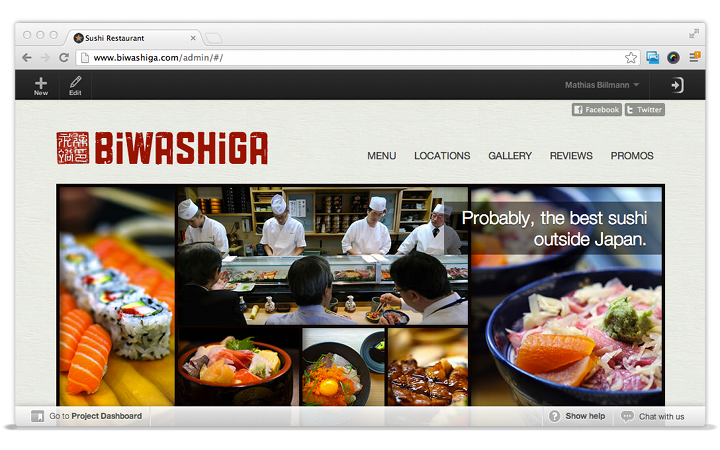 Sushi Restaurant
www.biwashiga.com/admin/#/
New
Edit
Mathias Biilmann
Facebook
Twitter
BiWASHiGA
MENU
LOCATIONS
GALLERY
REVIEWS
PROMOS
Probably, the best sushi
outside Japan.
Go to Project Dashboard
Show help
Chat with us